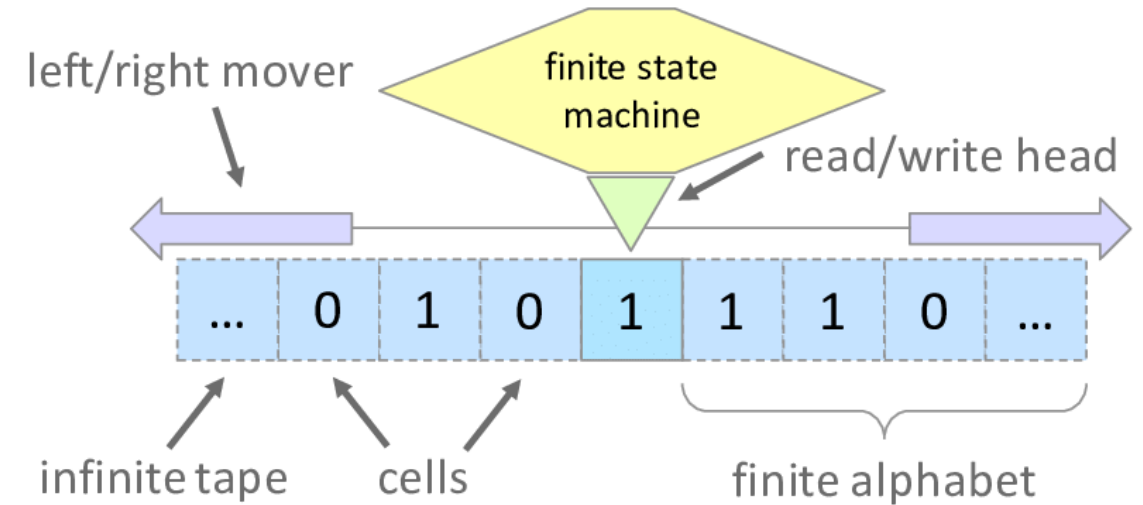 left/right mover
finite state
machine
read/write head
... 0 1 0 1 1 1 0 ...
infinite tape
cells
finite alphabet